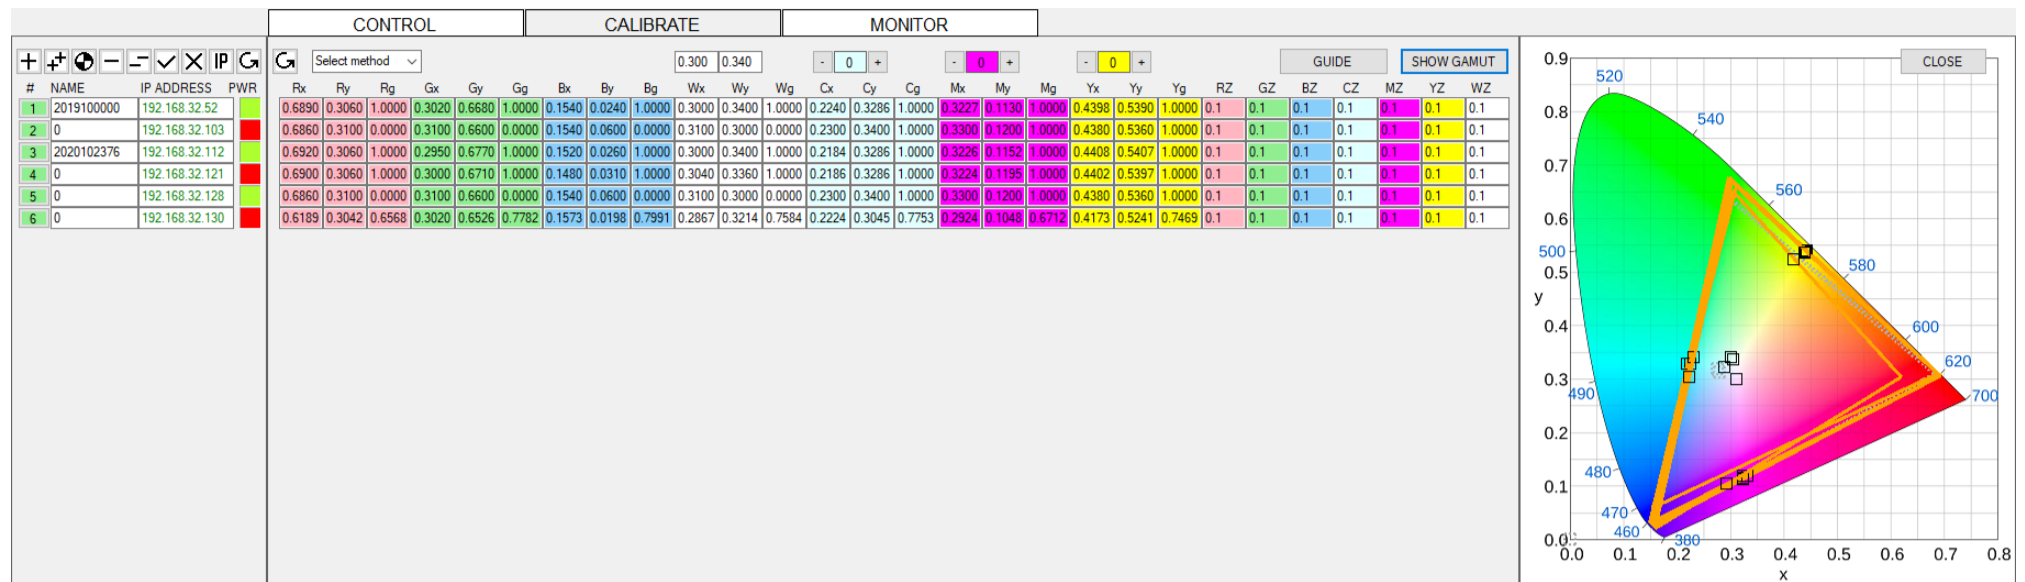 CONTROL CALIBRATE MONITOR
IP Select method 0.300 0.340 - 0 + - 0 + - 0 + GUIDE SHOW GAMUT CLOSE
# NAME IP ADDRESS PWR Rx Ry Rg Gx Gy Gg Bx By Bg Wx Wy Wg Cx Cy Cg Mx My Mg Yx Yy Yg RZ GZ BZ CZ MZ YZ WZ
1 2019100000 192.168.32.52 0.6890 0.3060 1.0000 0.3020 0.6680 1.0000 0.1540 0.0240 1.0000 0.3000 0.3400 1.0000 0.2240 0.3286 1.0000 0.3227 0.1130 1.0000 0.4398 0.5390 1.0000 0.1 0.1 0.1 0.1 0.1 0.1 0.1
2 0 192.168.32.103 0.6860 0.3100 0.0000 0.3100 0.6600 0.0000 0.1540 0.0600 0.0000 0.3100 0.3000 0.0000 0.2300 0.3400 1.0000 0.3300 0.1200 1.0000 0.4380 0.5360 1.0000 0.1 0.1 0.1 0.1 0.1 0.1 0.1
3 2020102376 192.168.32.112 0.6920 0.3060 1.0000 0.2950 0.6770 1.0000 0.1520 0.0260 1.0000 0.3000 0.3400 1.0000 0.2184 0.3286 1.0000 0.3226 0.1152 1.0000 0.4408 0.5407 1.0000 0.1 0.1 0.1 0.1 0.1 0.1 0.1
4 0 192.168.32.121 0.6900 0.3060 1.0000 0.3000 0.6710 1.0000 0.1480 0.0310 1.0000 0.3040 0.3360 1.0000 0.2186 0.3286 1.0000 0.3224 0.1195 1.0000 0.4402 0.5397 1.0000 0.1 0.1 0.1 0.1 0.1 0.1 0.1
5 0 192.168.32.128 0.6860 0.3100 0.0000 0.3100 0.6600 0.0000 0.1540 0.0600 0.0000 0.3100 0.3000 0.0000 0.2300 0.3400 1.0000 0.3300 0.1200 1.0000 0.4380 0.5360 1.0000 0.1 0.1 0.1 0.1 0.1 0.1 0.1
6 0 192.168.32.130 0.6189 0.3042 0.6568 0.3020 0.6526 0.7782 0.1573 0.0198 0.7991 0.2867 0.3214 0.7584 0.2224 0.3045 0.7753 0.2924 0.1048 0.6712 0.4173 0.5241 0.7469 0.1 0.1 0.1 0.1 0.1 0.1 0.1
0.9
520
0.8
540
0.7
560
0.6
500
580
0.5
y
0.4
600
620
0.3
490
700
0.2
480
0.1
470
460
380
0.0
0.0 0.1 0.2 0.3 0.4 0.5 0.6 0.7 0.8
x